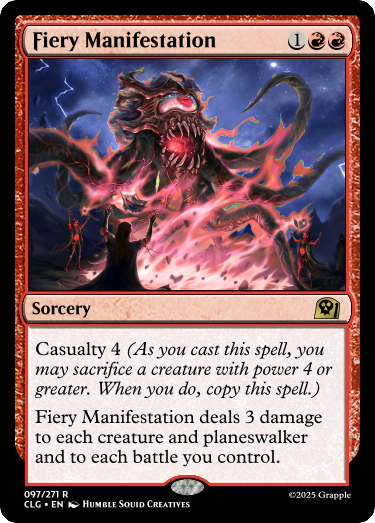 Fiery Manifestation 1
Sorcery
Casualty 4 (As you cast this spell, you
may sacrifice a creature with power 4 or
greater. When you do, copy this spell.)
Fiery Manifestation deals 3 damage
to each creature and planeswalker
and to each battle you control.
097/271 R
CLG • EN Humble Squid Creatives
©2025 Grapple